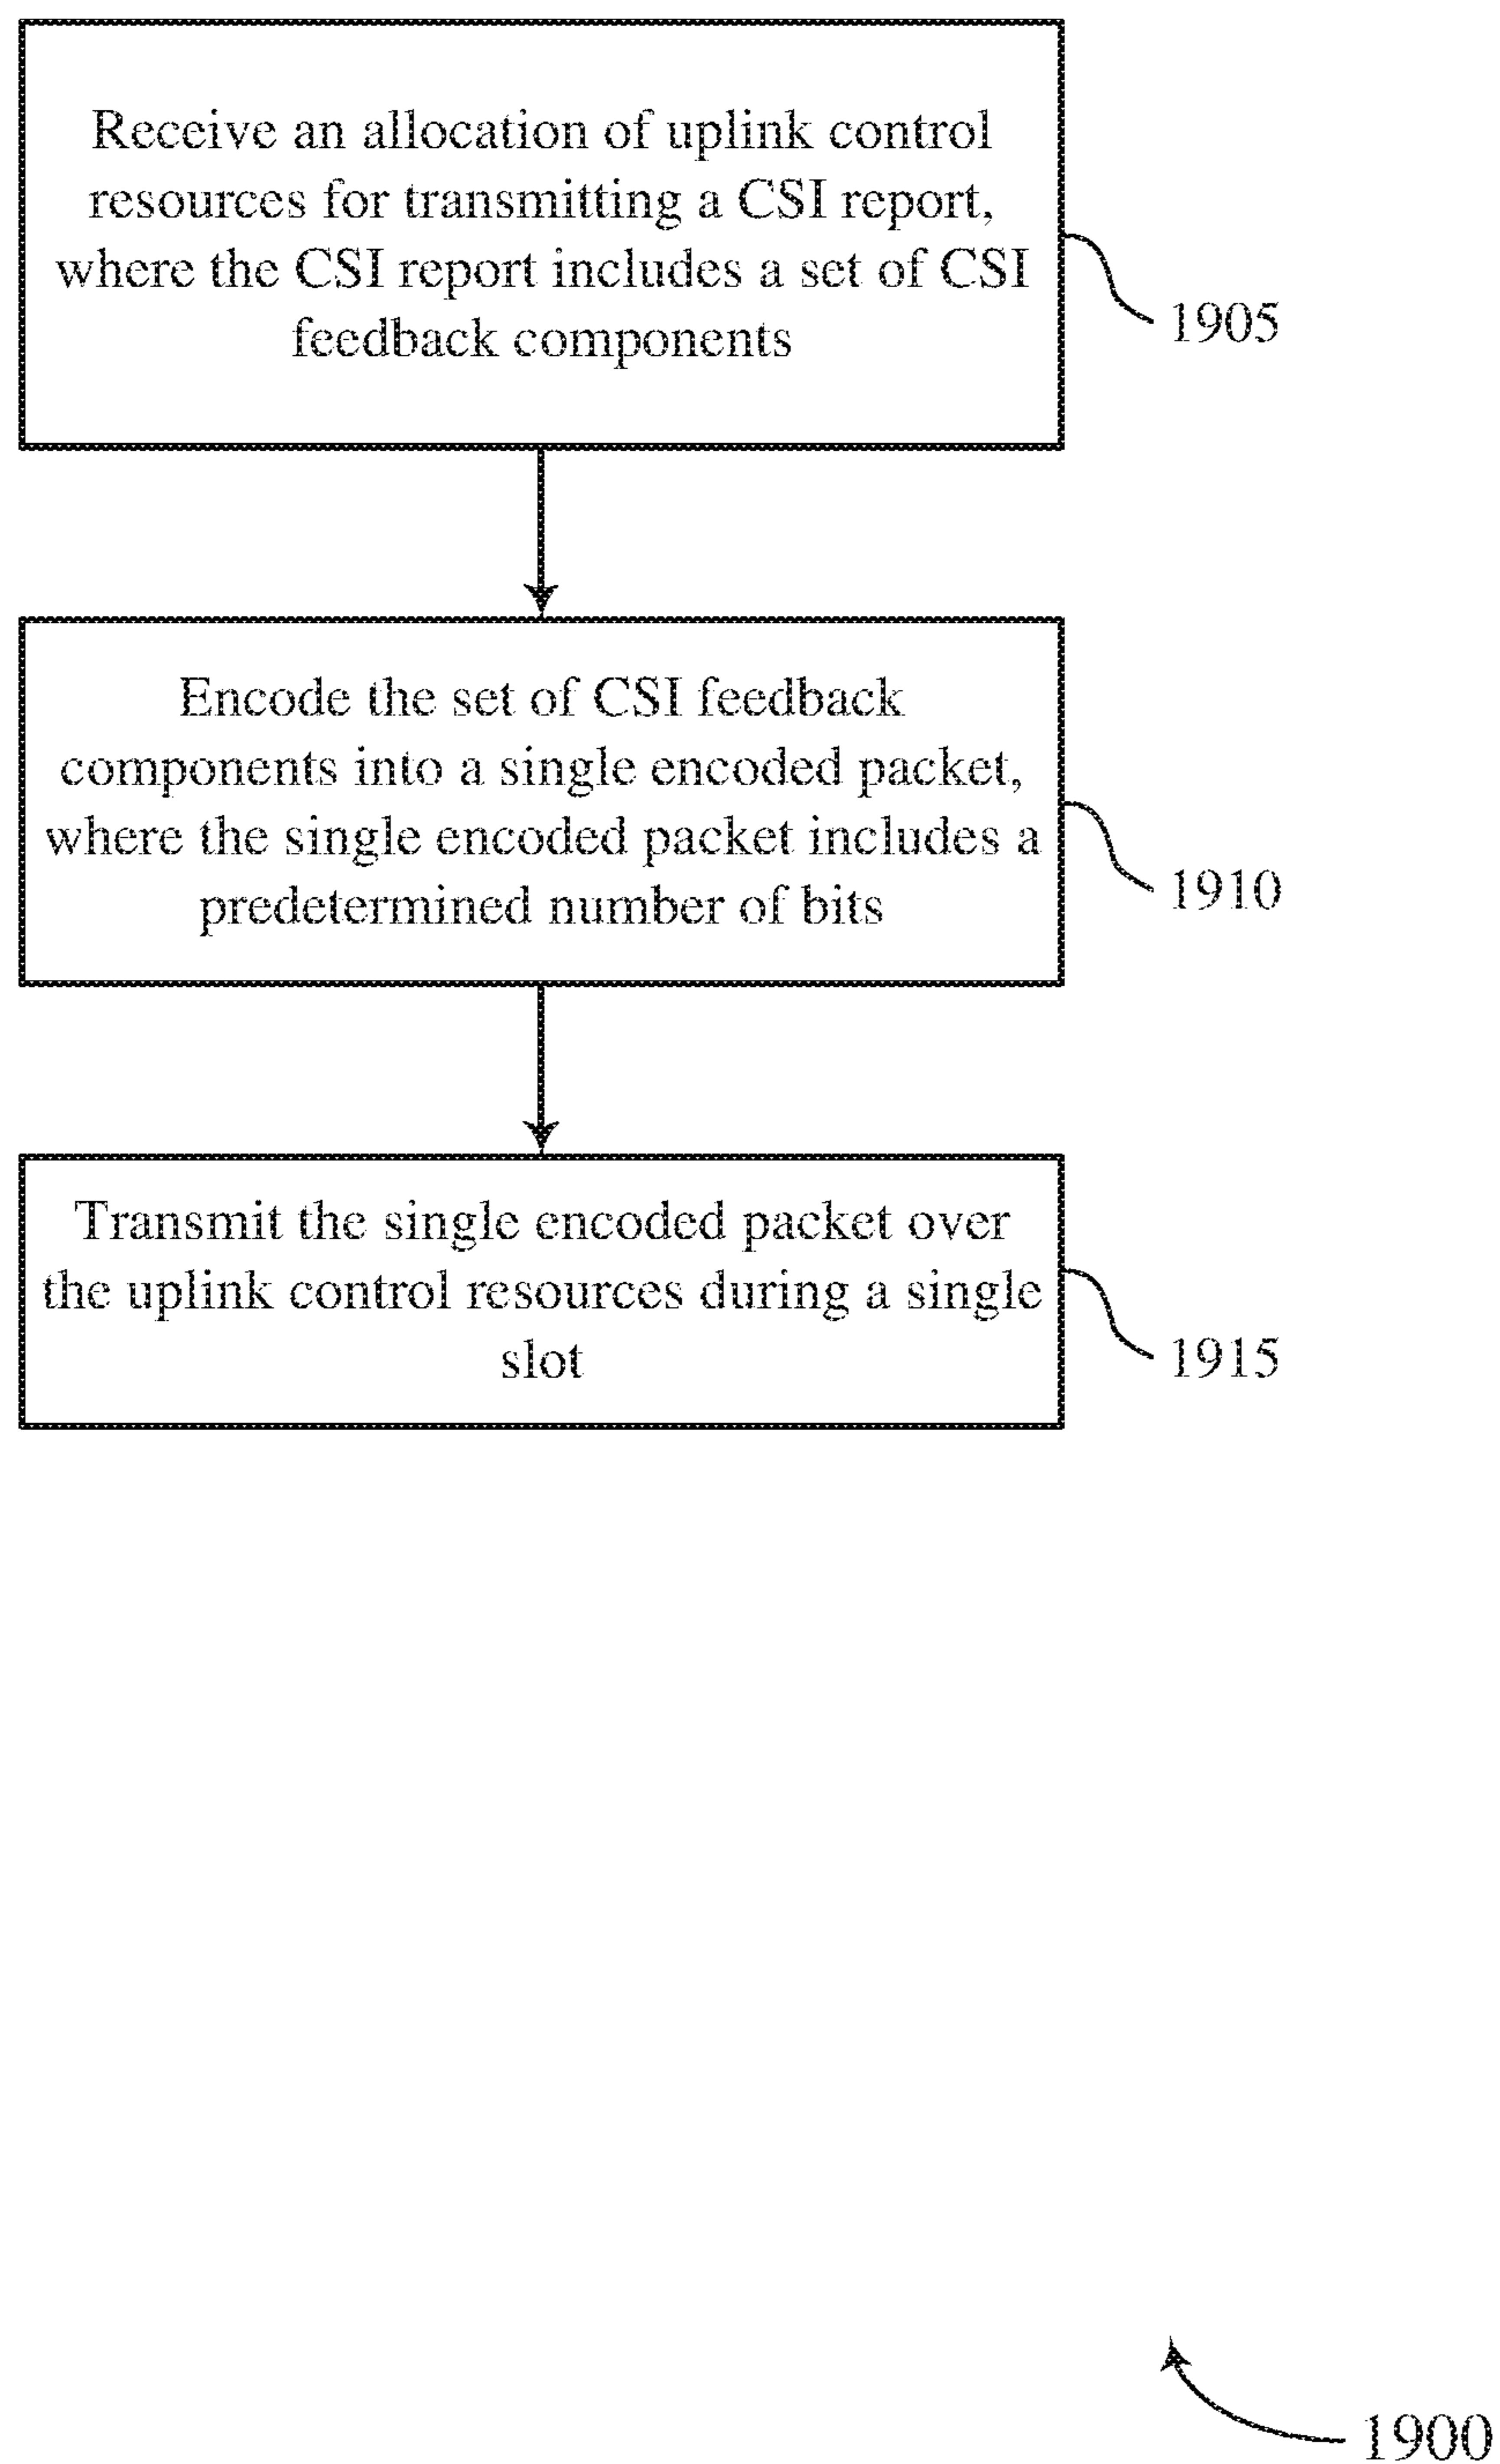 Receive an allocation of uplink control
resources for transmitting a CSI report,
where the CSI report includes a set of CSI
feedback components
1905
Encode the set of CSI feedback
components into a single encoded packet,
where the single encoded packet includes a
predetermined number of bits
1910
Transmit the single encoded packet over
the uplink control resources during a single
slot
1915
1900